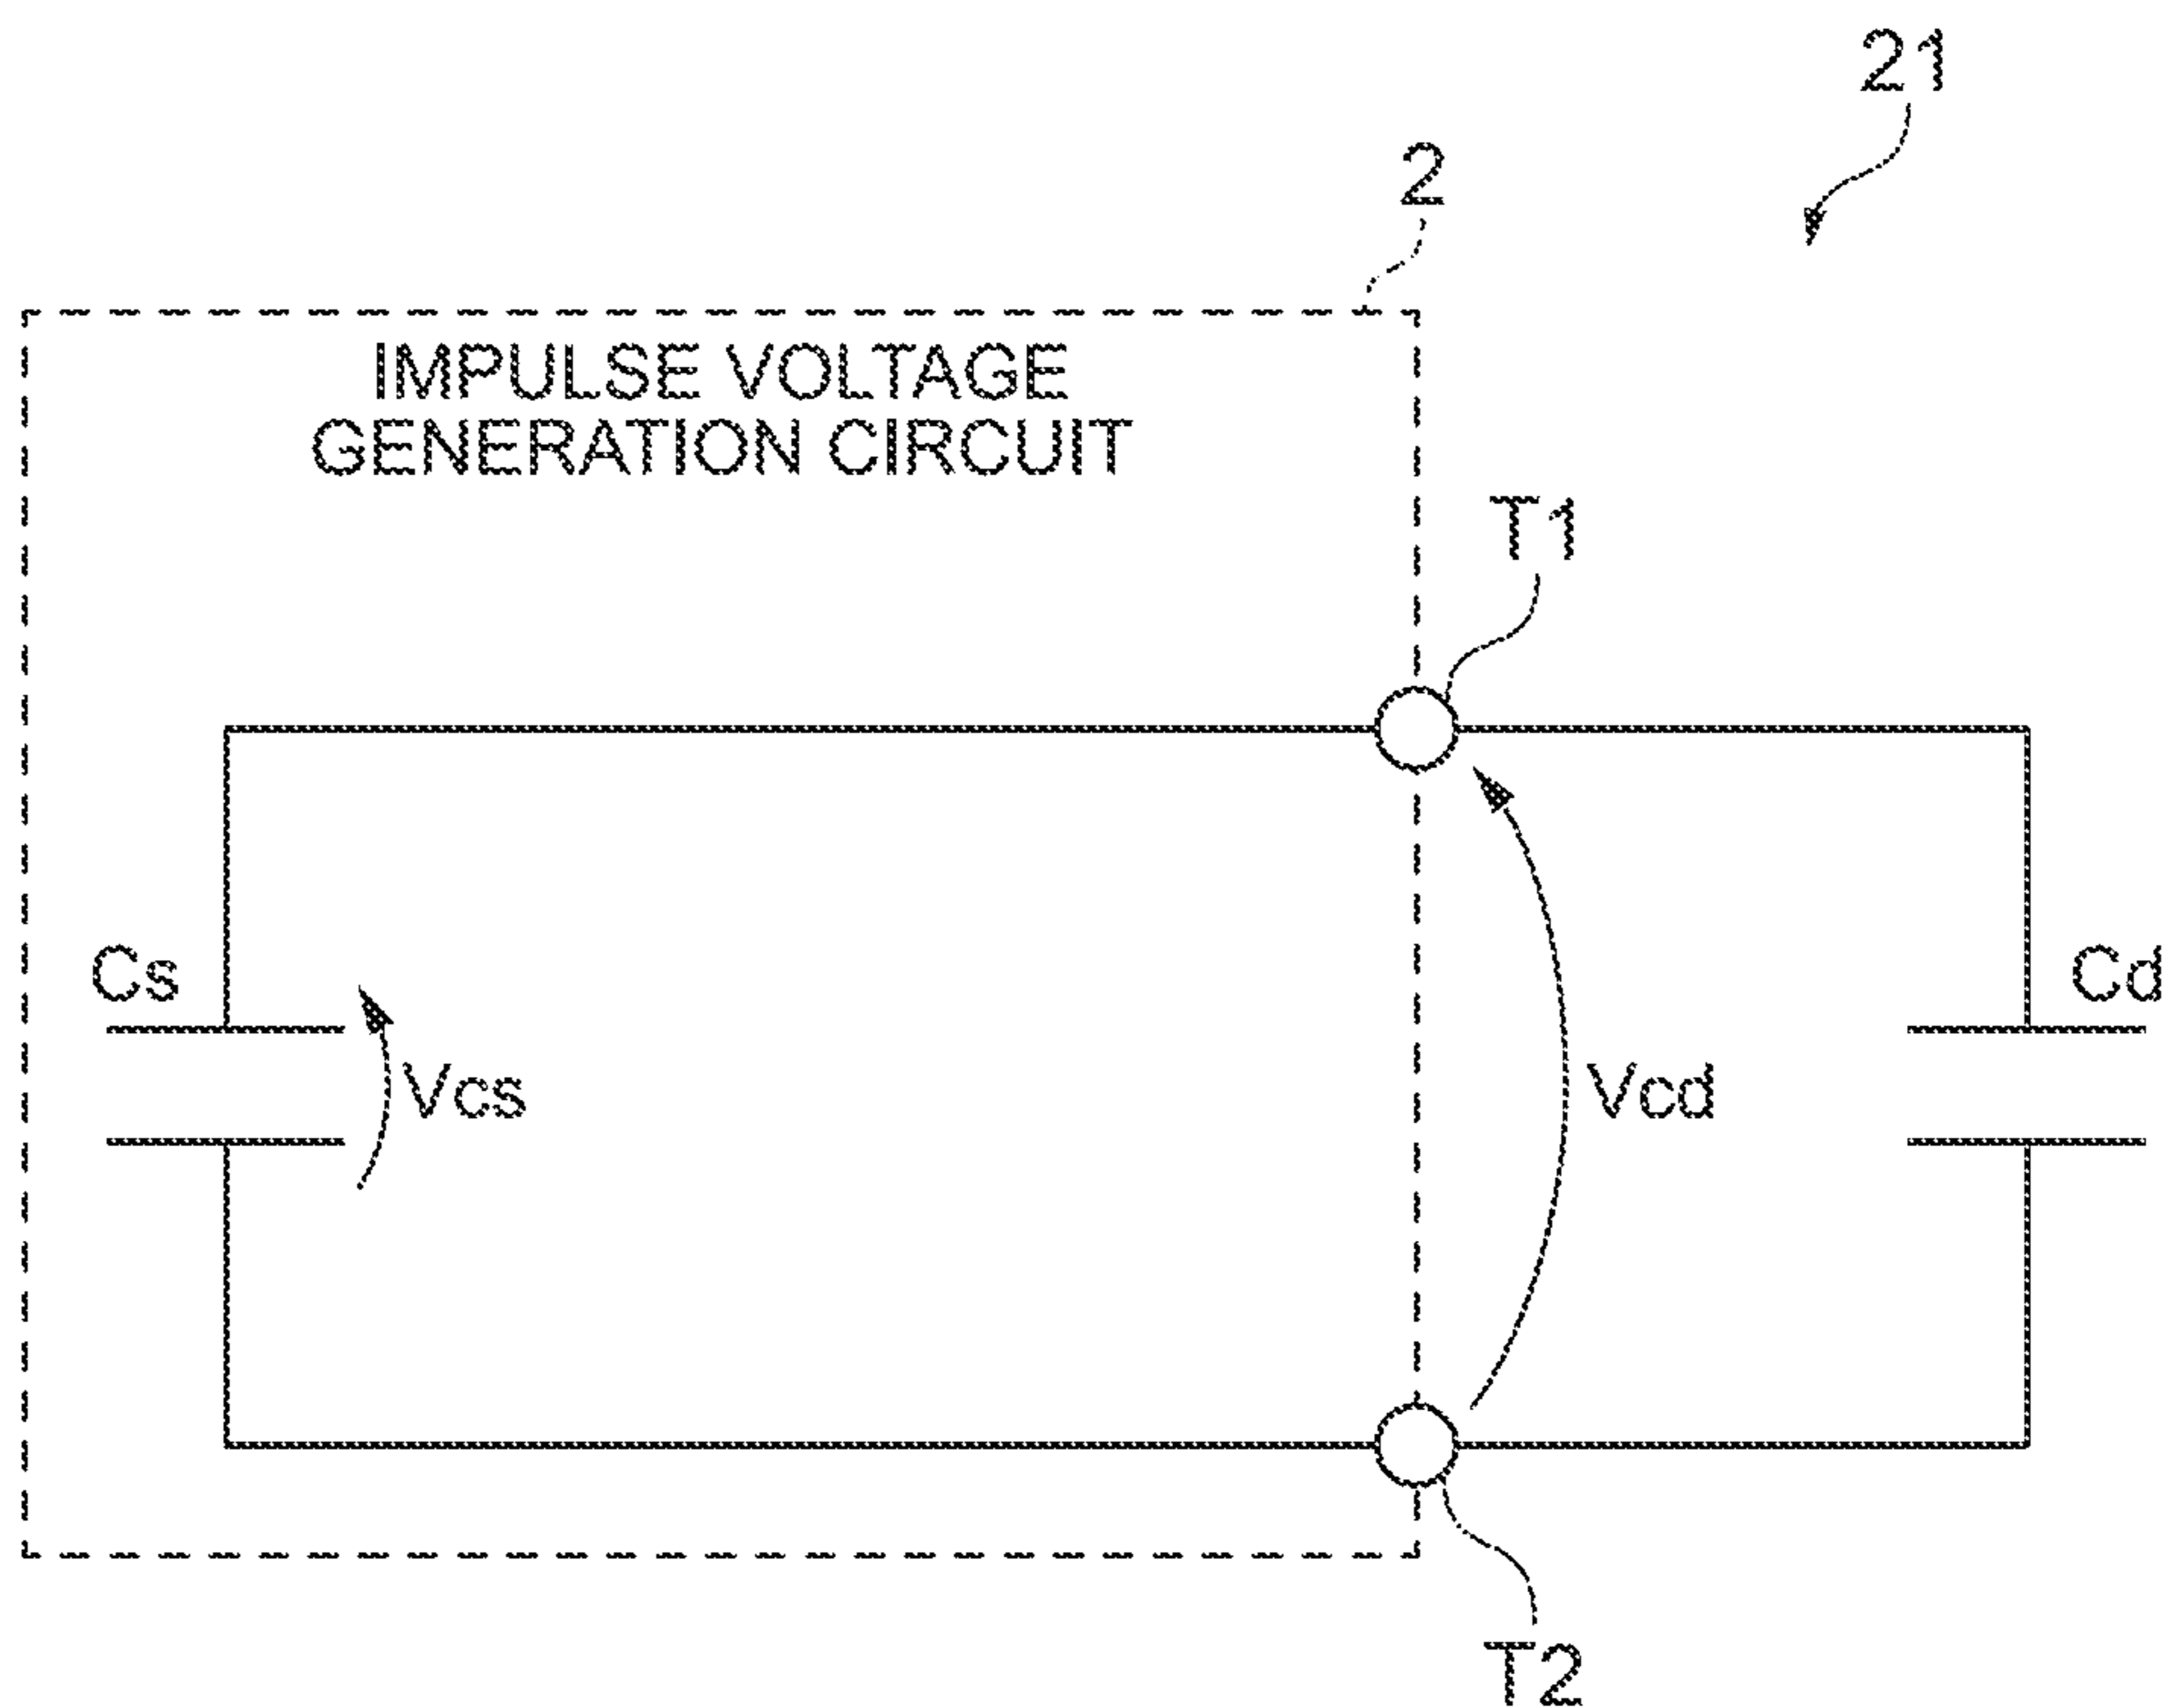 21
2
IMPULSE VOLTAGE
GENERATION CIRCUIT
T1
Cs
Cd
Vcs
Vcd
T2